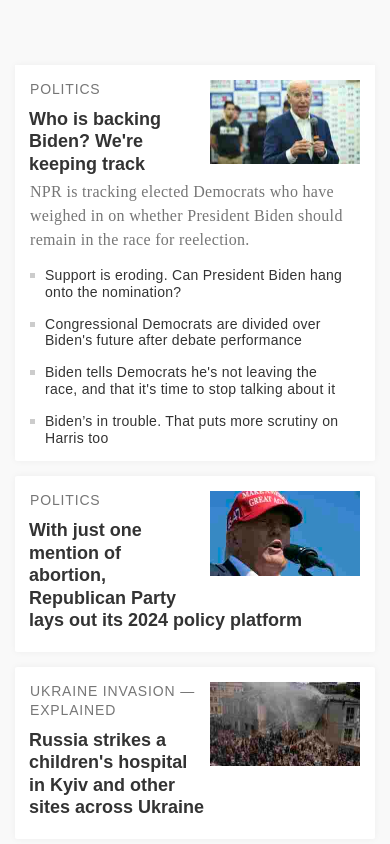 POLITICS
Who is backing
Biden? We're
keeping track
NPR is tracking elected Democrats who have
weighed in on whether President Biden should
remain in the race for reelection.
Support is eroding. Can President Biden hang
onto the nomination?
Congressional Democrats are divided over
Biden's future after debate performance
Biden tells Democrats he's not leaving the
race, and that it's time to stop talking about it
Biden's in trouble. That puts more scrutiny on
Harris too
POLITICS
With just one
mention of
abortion,
Republican Party
lays out its 2024 policy platform
UKRAINE INVASION —
EXPLAINED
Russia strikes a
children's hospital
in Kyiv and other
sites across Ukraine